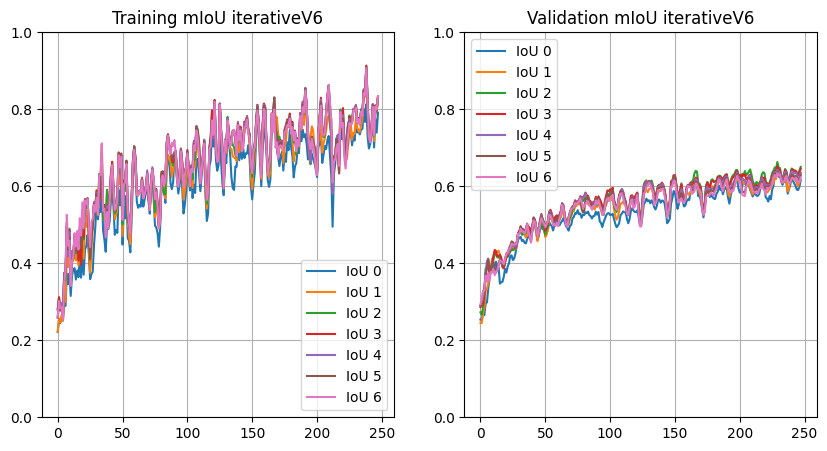 Training mIoU iterativeV6
1.0
0.8
0.6
0.4
0.2
0.0
0
50
100
150
200
250
IoU 0
IoU 1
IoU 2
IoU 3
IoU 4
IoU 5
IoU 6
Validation mIoU iterativeV6
1.0
0.8
0.6
0.4
0.2
0.0
0
50
100
150
200
250
IoU 0
IoU 1
IoU 2
IoU 3
IoU 4
IoU 5
IoU 6